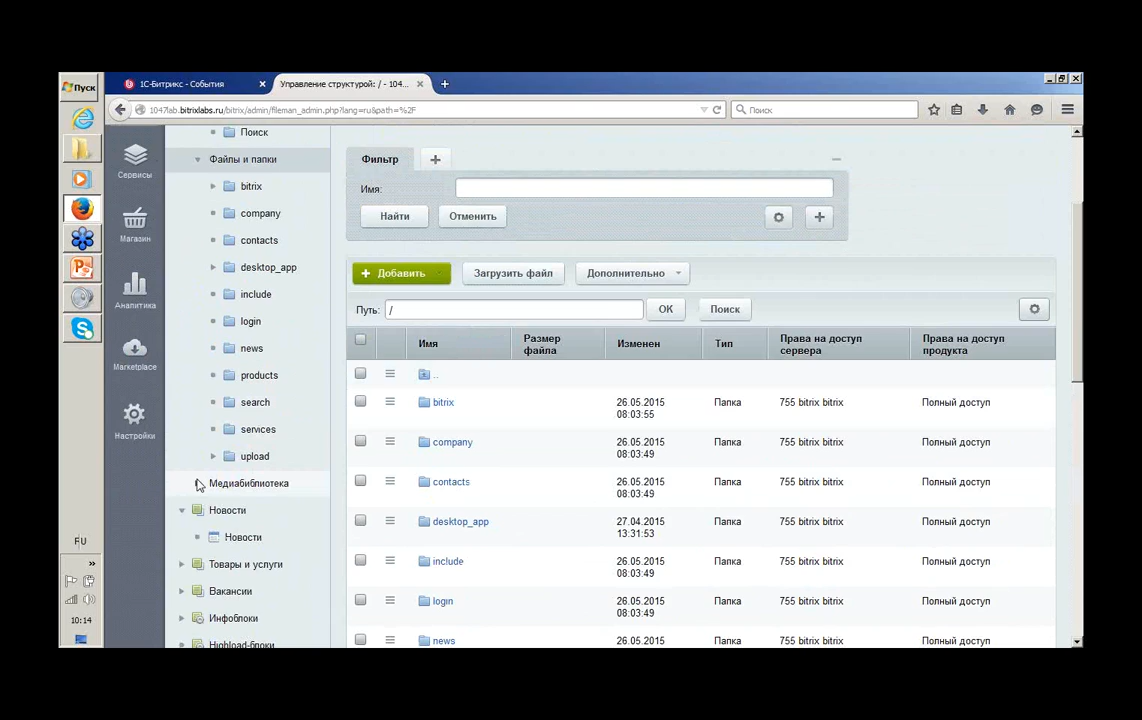 Пуск
1С-Битрикс - События
Управление структурой: / - 1047...
1047lab.bitrixlabs.ru/bitrix/admin/fileman_admin.php?lang=ru&path=%2F
Поиск
Сервисы
Магазин
Аналитика
Marketplace
Настройки
Поиск
Файлы и папки
bitrix
company
contacts
desktop_app
include
login
news
products
search
services
upload
Медиабиблиотека
Новости
Новости
Товары и услуги
Вакансии
Инфоблоки
Highload-блоки
Фильтр
Имя:
Найти
Отменить
Добавить
Загрузить файл
Дополнительно
Путь: /
OK
Поиск
Имя
Размер файла
Изменен
Тип
Права на доступ сервера
Права на доступ продукта
..
bitrix 26.05.2015 08:03:55 Папка 755 bitrix bitrix Полный доступ
company 26.05.2015 08:03:49 Папка 755 bitrix bitrix Полный доступ
contacts 26.05.2015 08:03:49 Папка 755 bitrix bitrix Полный доступ
desktop_app 27.04.2015 13:31:53 Папка 755 bitrix bitrix Полный доступ
include 26.05.2015 08:03:49 Папка 755 bitrix bitrix Полный доступ
login 26.05.2015 08:03:49 Папка 755 bitrix bitrix Полный доступ
news 26.05.2015 Папка 755 bitrix bitrix Полный доступ
10:14